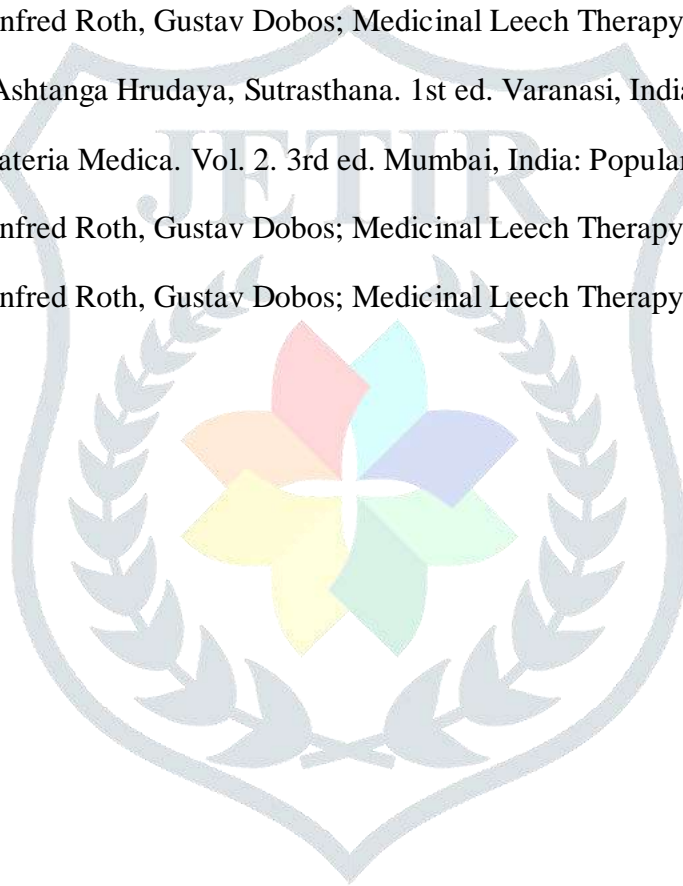 nfred Roth, Gustav Dobos; Medicinal Leech Therapy
Ashtanga Hrudaya, Sutrasthana. 1st ed. Varanasi, India
ateria Medica. Vol. 2. 3rd ed. Mumbai, India: Popular
JETIR
nfred Roth, Gustav Dobos; Medicinal Leech Therapy
nfred Roth, Gustav Dobos; Medicinal Leech Therapy